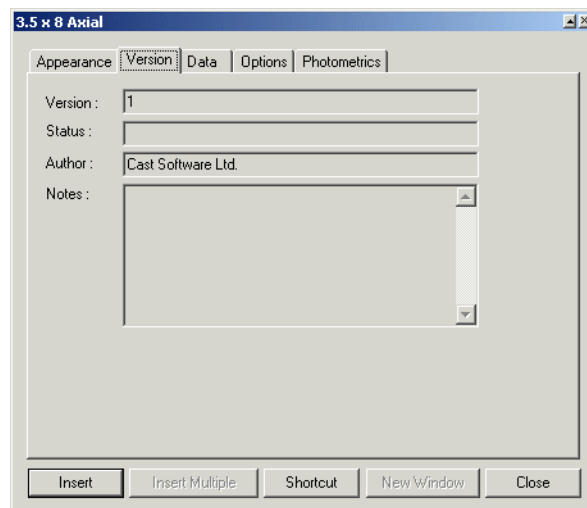 3.5 x 8 Axial
Appearance Version Data Options Photometrics
Version : 1
Status :
Author : Cast Software Ltd.
Notes :
Insert Insert Multiple Shortcut New Window Close